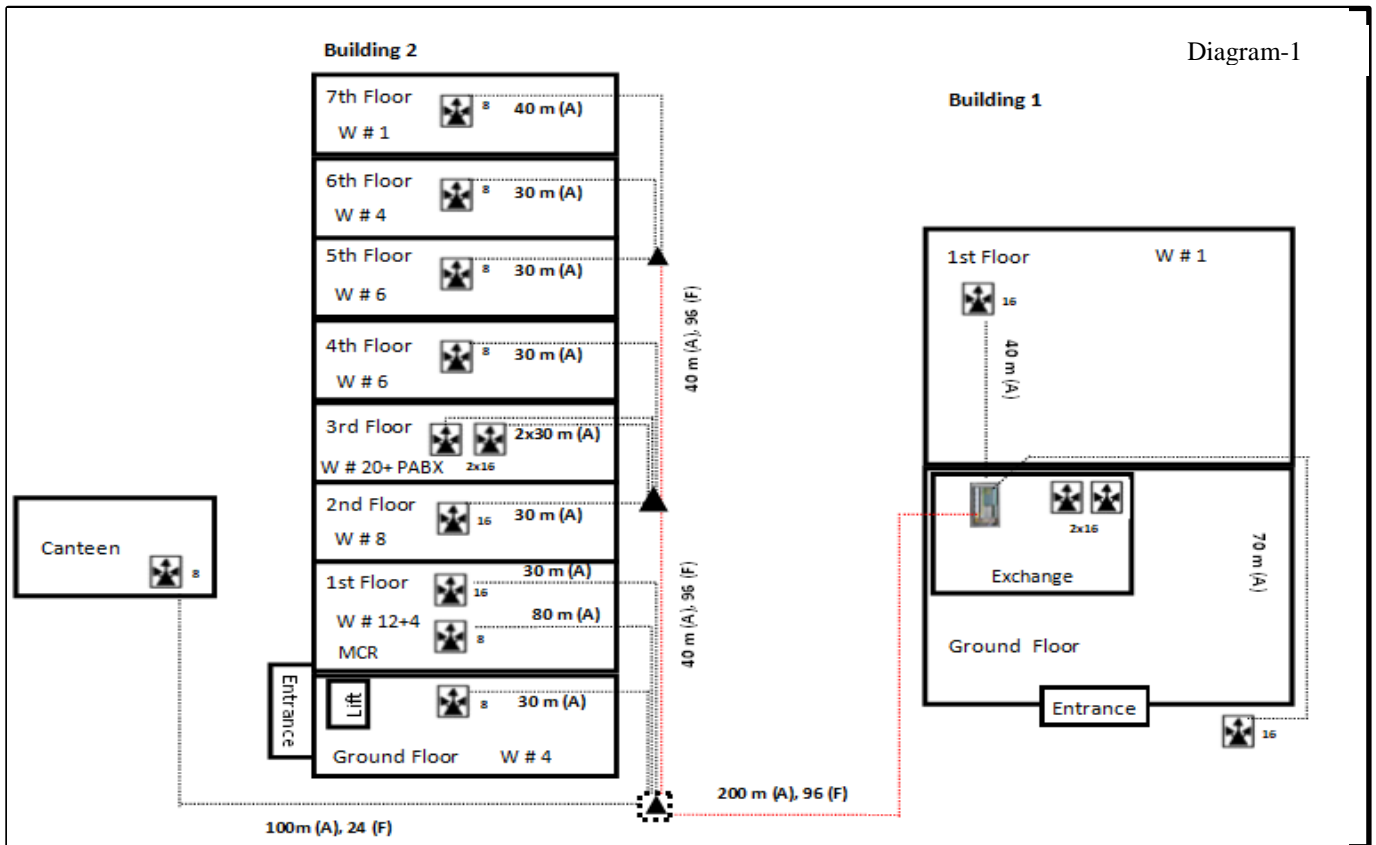 Diagram-1
Building 2
7th Floor
8
40 m (A)
W # 1
6th Floor
8
30 m (A)
W # 4
5th Floor
8
30 m (A)
W # 6
4th Floor
8
30 m (A)
W # 6
3rd Floor
2x30 m (A)
W # 20+ PABX
2x16
2nd Floor
16
30 m (A)
W # 8
30 m (A)
1st Floor
16
W # 12+4
80 m (A)
8
MCR
Entrance
Lift
8
30 m (A)
Ground Floor
W # 4
40 m (A), 96 (F)
40 m (A), 96 (F)
Canteen
8
100m (A), 24 (F)
200 m (A), 96 (F)
Building 1
1st Floor
W # 1
16
40 m (A)
2x16
Exchange
70 m (A)
Ground Floor
Entrance
16